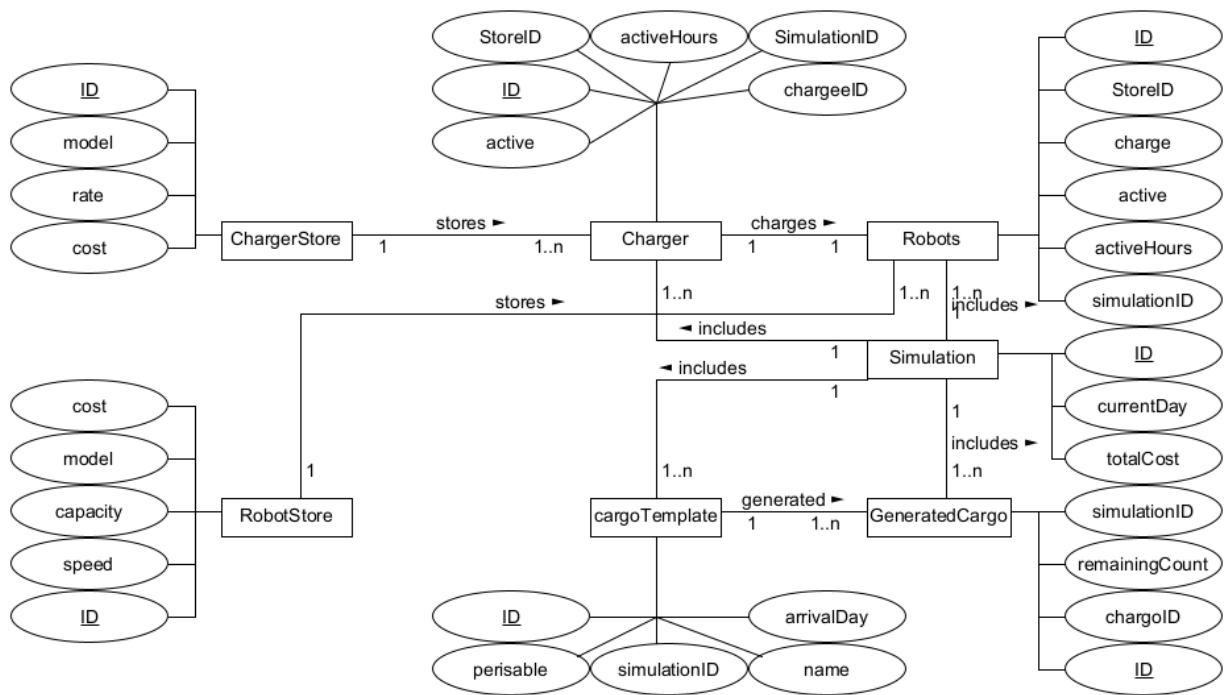 StoreID
activeHours
SimulationID
ID
chargeeID
active
ID
model
rate
cost
ID
StoreID
charge
active
activeHours
simulationID
ChargerStore
stores ►
1
1..n
Charger
charges ►
1
1
Robots
1..n
1..n
1..n
stores ►
includes ►
1
◄ includes
1
Simulation
◄ includes
1
ID
currentDay
totalCost
1
includes ►
1..n
cost
model
capacity
speed
ID
1
RobotStore
1..n
cargoTemplate
generated ►
1
1..n
GeneratedCargo
simulationID
remainingCount
chargoID
ID
ID
arrivalDay
perisable
simulationID
name